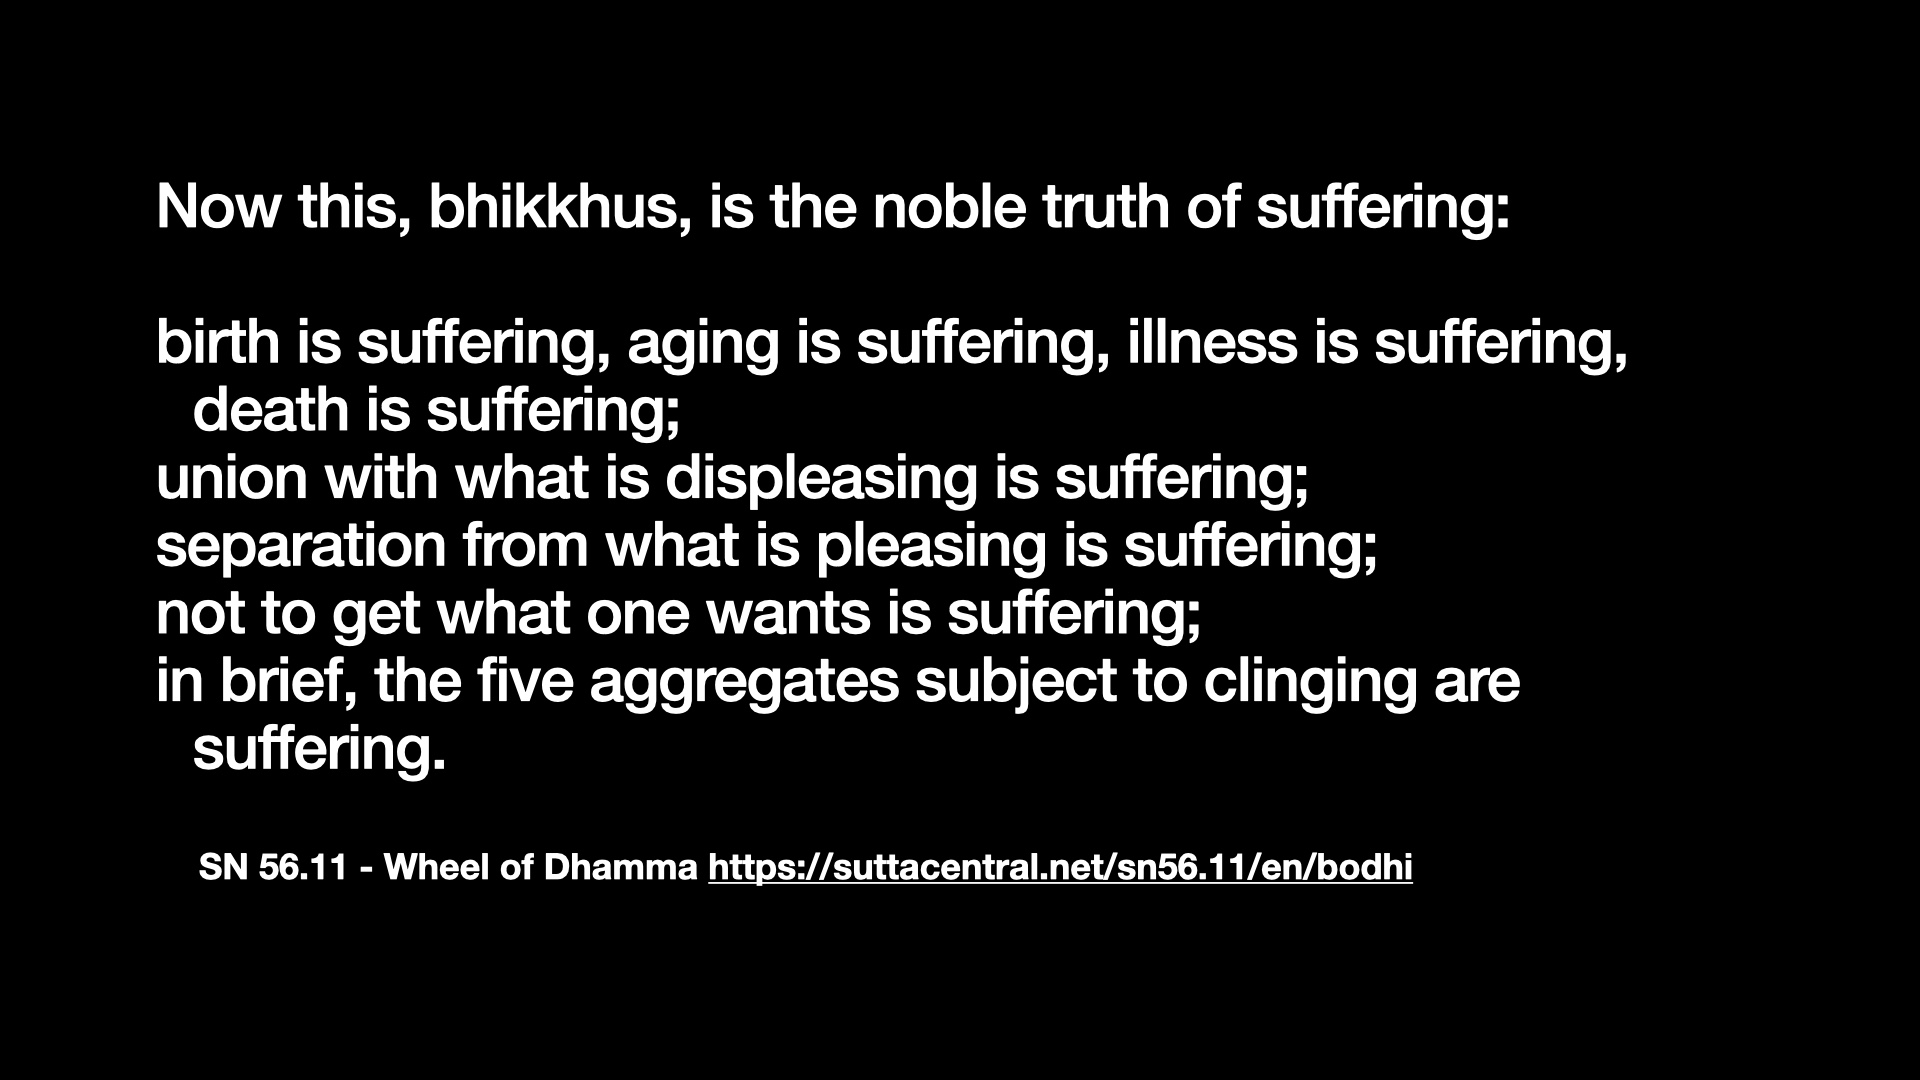 Now this, bhikkhus, is the noble truth of suffering:
birth is suffering, aging is suffering, illness is suffering,
death is suffering;
union with what is displeasing is suffering;
separation from what is pleasing is suffering;
not to get what one wants is suffering;
in brief, the five aggregates subject to clinging are
suffering.
SN 56.11 - Wheel of Dhamma https://suttacentral.net/sn56.11/en/bodhi